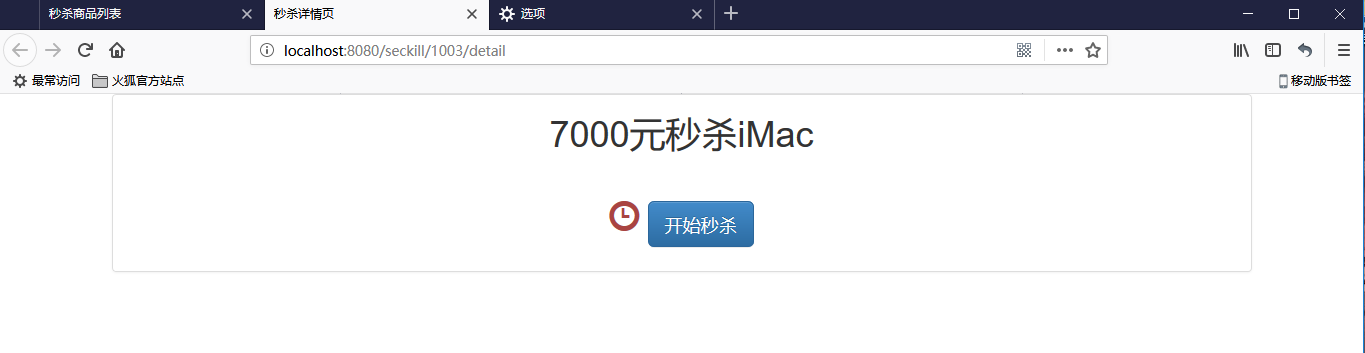 秒杀商品列表
秒杀详情页
选项
localhost:8080/seckill/1003/detail
最常访问
火狐官方站点
移动版书签
7000元秒杀iMac
开始秒杀